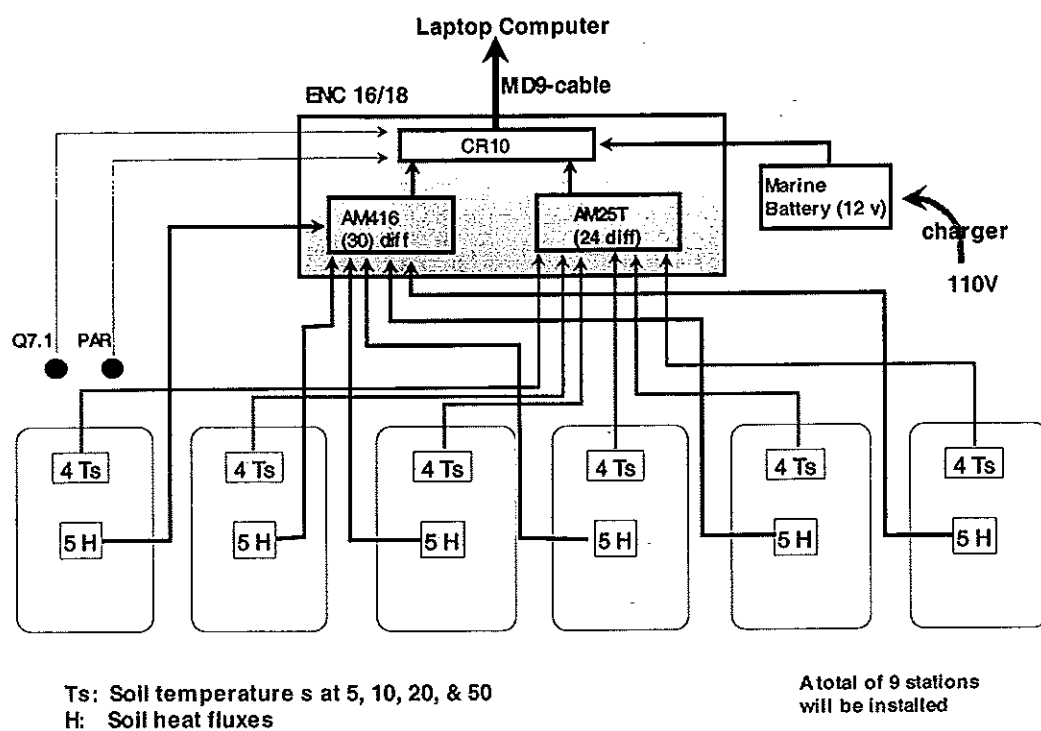 Laptop Computer
MD9-cable
ENC 16/18
CR10
AM416
(30) diff
AM25T
(24 diff)
Marine
Battery (12 v)
charger
110V
Q7.1
PAR
4 Ts
4 Ts
4 Ts
4 Ts
4 Ts
4 Ts
5 H
5 H
5 H
5 H
5 H
5 H
Ts: Soil temperature s at 5, 10, 20, & 50
H: Soil heat fluxes
A total of 9 stations
will be installed